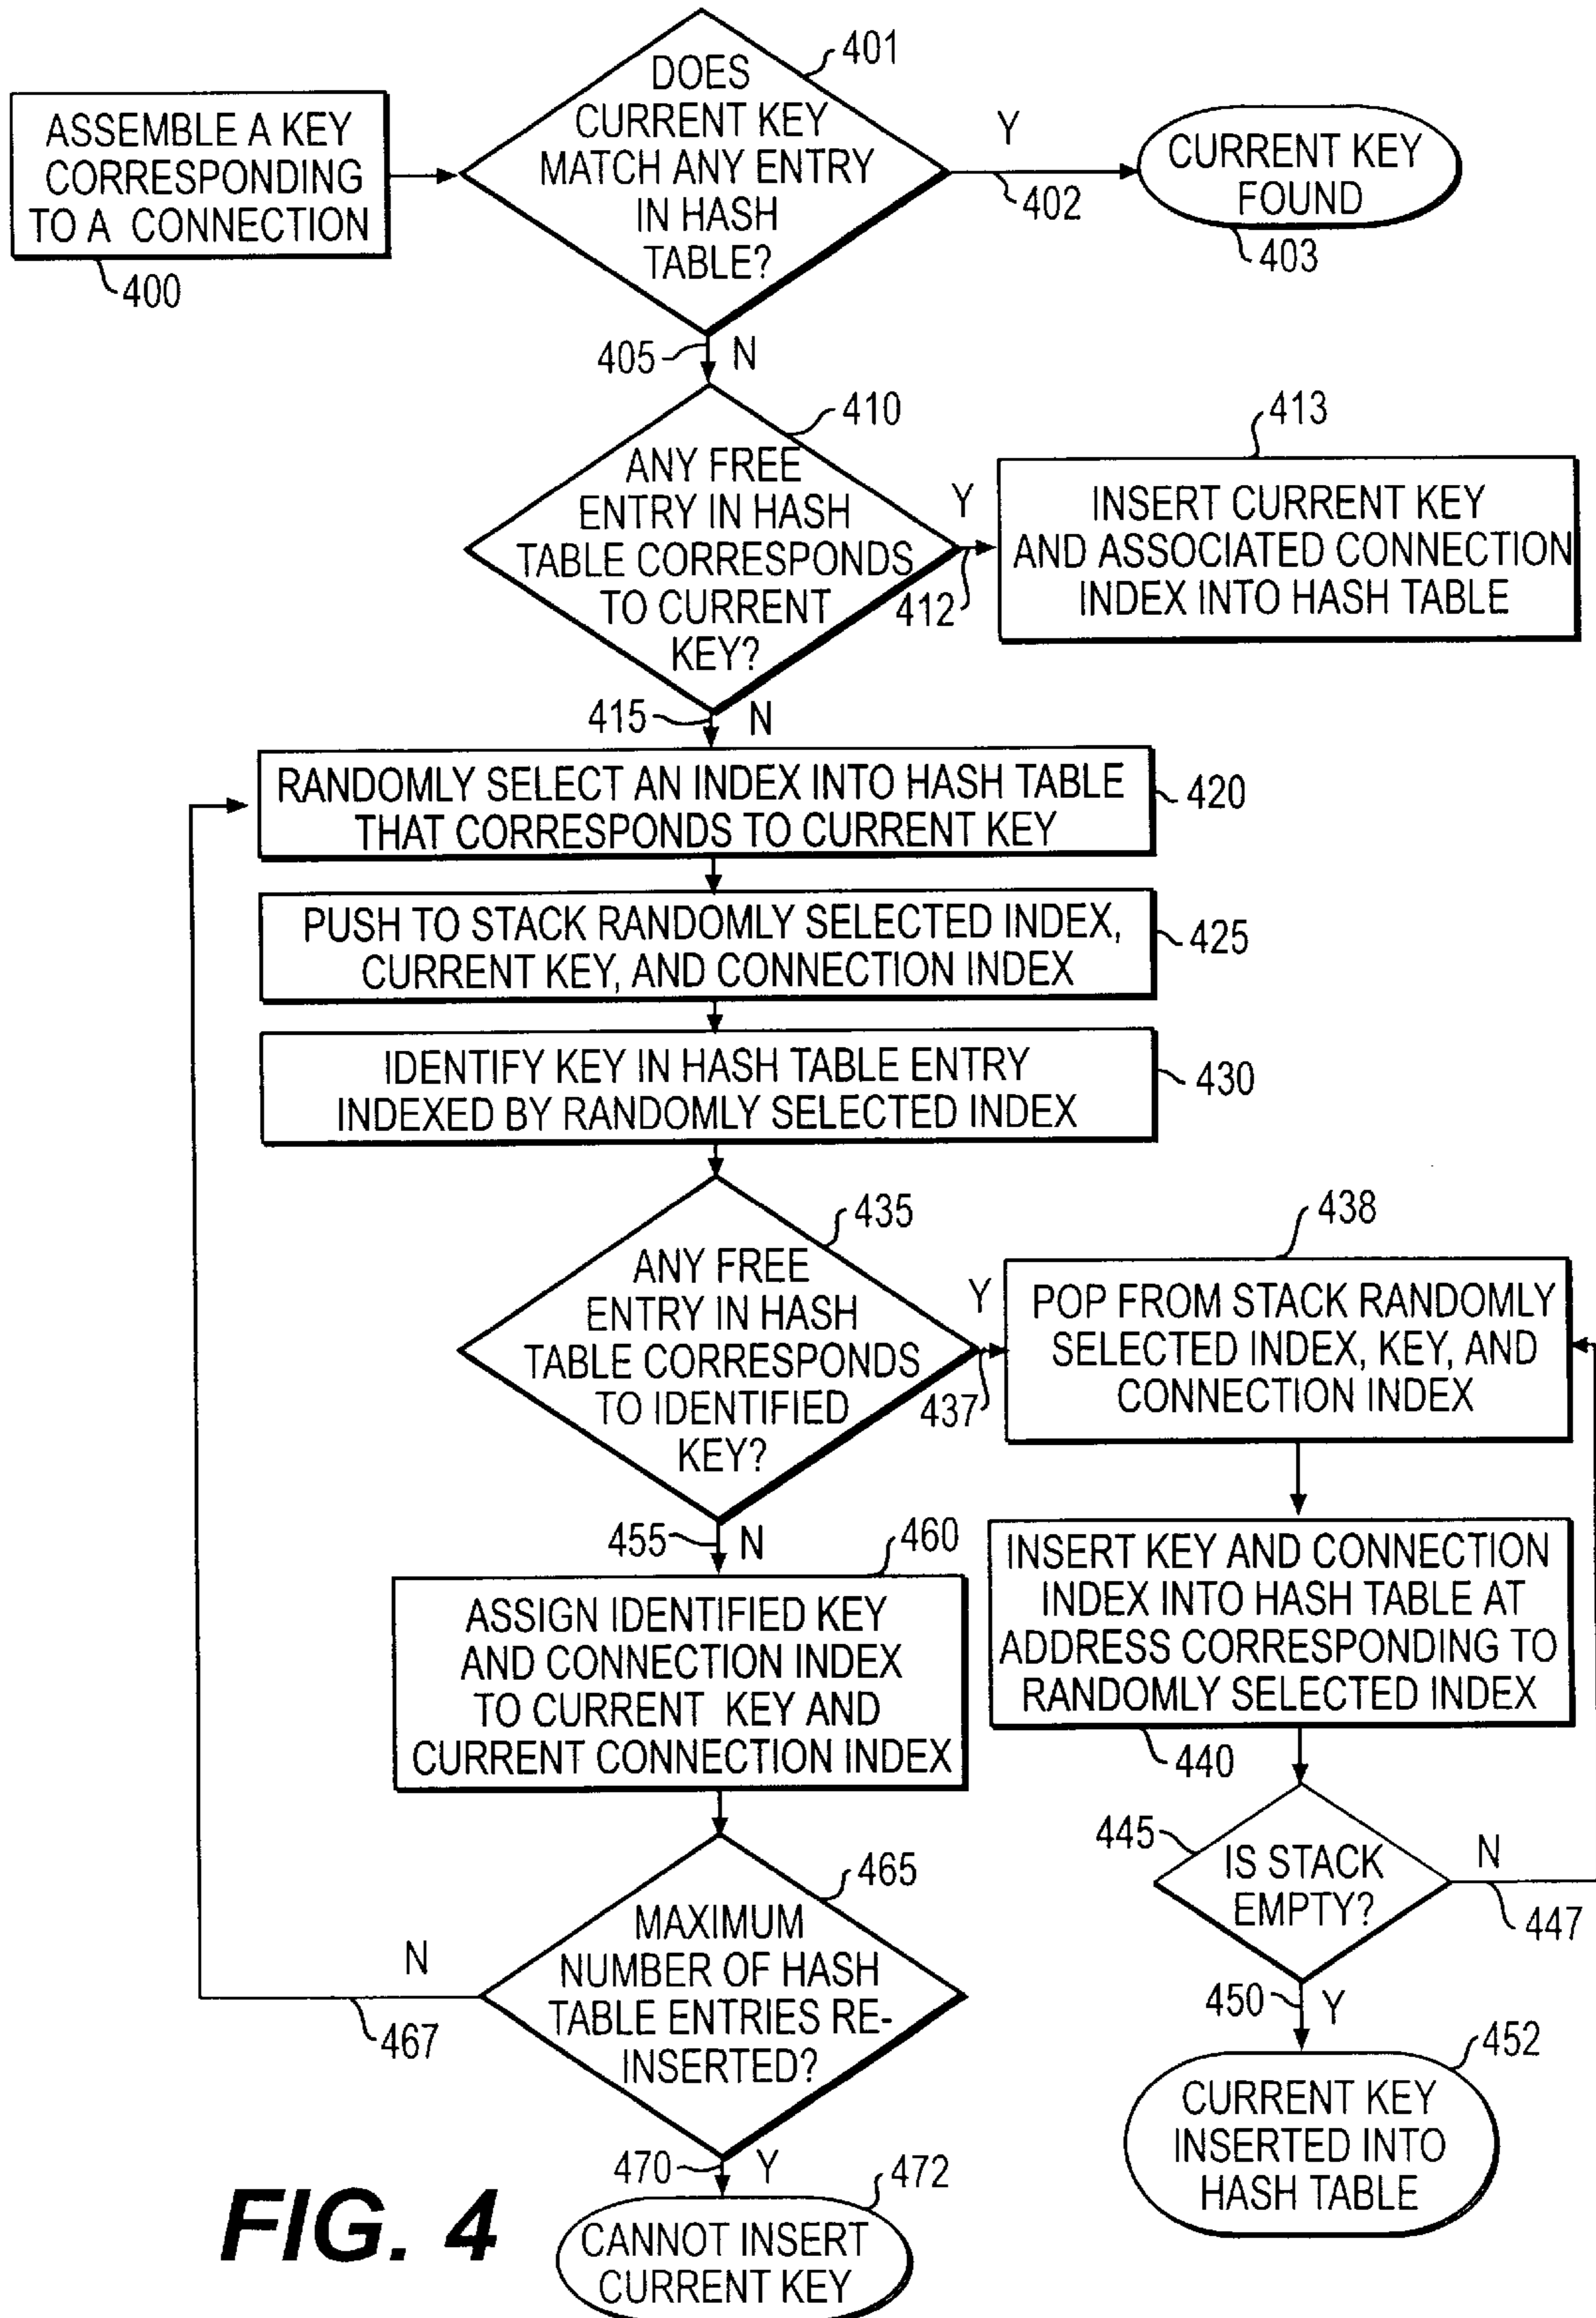 401
DOES
CURRENT KEY
MATCH ANY ENTRY
IN HASH
TABLE?
ASSEMBLE A KEY
CORRESPONDING
TO A CONNECTION
400
Y
402
CURRENT KEY
FOUND
403
405
N
410
ANY FREE
ENTRY IN HASH
TABLE CORRESPONDS
TO CURRENT
KEY?
Y
412
413
INSERT CURRENT KEY
AND ASSOCIATED CONNECTION
INDEX INTO HASH TABLE
415
N
RANDOMLY SELECT AN INDEX INTO HASH TABLE
THAT CORRESPONDS TO CURRENT KEY
420
PUSH TO STACK RANDOMLY SELECTED INDEX,
CURRENT KEY, AND CONNECTION INDEX
425
IDENTIFY KEY IN HASH TABLE ENTRY
INDEXED BY RANDOMLY SELECTED INDEX
430
435
ANY FREE
ENTRY IN HASH
TABLE CORRESPONDS
TO IDENTIFIED
KEY?
Y
437
438
POP FROM STACK RANDOMLY
SELECTED INDEX, KEY, AND
CONNECTION INDEX
455
N
460
ASSIGN IDENTIFIED KEY
AND CONNECTION INDEX
TO CURRENT KEY AND
CURRENT CONNECTION INDEX
INSERT KEY AND CONNECTION
INDEX INTO HASH TABLE AT
ADDRESS CORRESPONDING TO
RANDOMLY SELECTED INDEX
440
445
IS STACK
EMPTY?
N
447
465
MAXIMUM
NUMBER OF HASH
TABLE ENTRIES RE-
INSERTED?
N
467
450
Y
452
CURRENT KEY
INSERTED INTO
HASH TABLE
470
Y
472
CANNOT INSERT
CURRENT KEY
FIG. 4